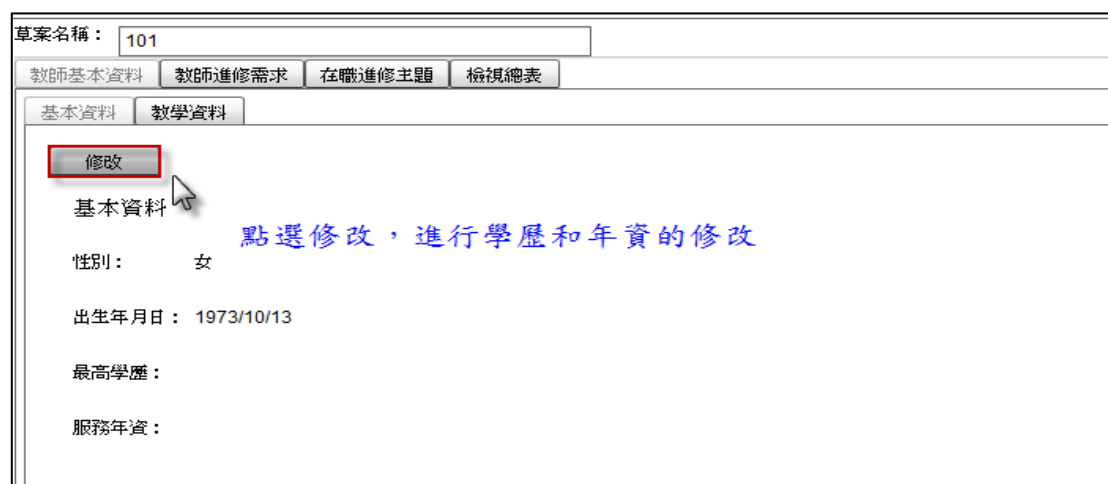 草案名稱： 101
教師基本資料 教師進修需求 在職進修主題 檢視總表
基本資料 教學資料
修改
基本資料
點選修改，進行學歷和年資的修改
性別： 女
出生年月日： 1973/10/13
最高學歷：
服務年資：